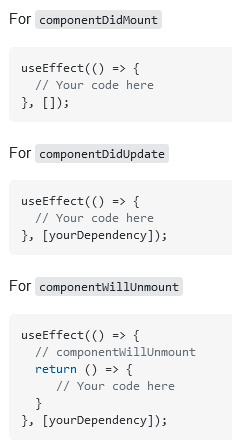 For componentDidMount
useEffect(() => {
  // Your code here
}, []);
For componentDidUpdate
useEffect(() => {
  // Your code here
}, [yourDependency]);
For componentWillUnmount
useEffect(() => {
  // componentWillUnmount
  return () => {
     // Your code here
  }
}, [yourDependency]);